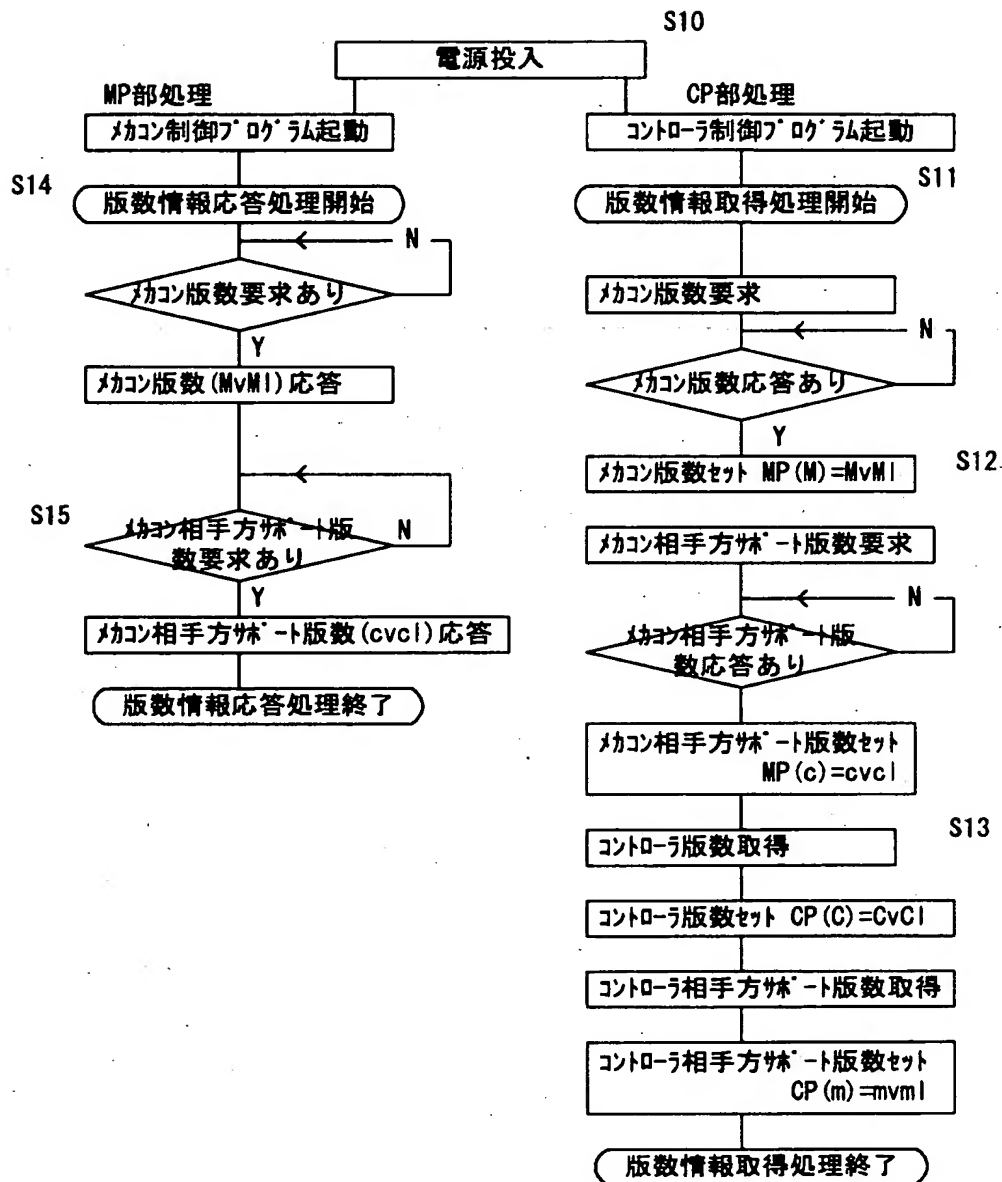 S10
電源投入
MP部処理
メカコン制御プログラム起動
S14
版数情報応答処理開始
N
メカコン版数要求あり
Y
メカコン版数(MvMl)応答
S15
メカコン相手方サポート版
数要求あり
N
Y
メカコン相手方サポート版数(cvcl)応答
版数情報応答処理終了
CP部処理
コントローラ制御プログラム起動
S11
版数情報取得処理開始
メカコン版数要求
N
メカコン版数応答あり
Y
S12
メカコン版数セット MP(M)=MvMl
メカコン相手方サポート版数要求
N
メカコン相手方サポート版
数応答あり
メカコン相手方サポート版数セット
MP(c)=cvcl
S13
コントローラ版数取得
コントローラ版数セット CP(C)=CvCl
コントローラ相手方サポート版数取得
コントローラ相手方サポート版数セット
CP(m)=mvml
版数情報取得処理終了